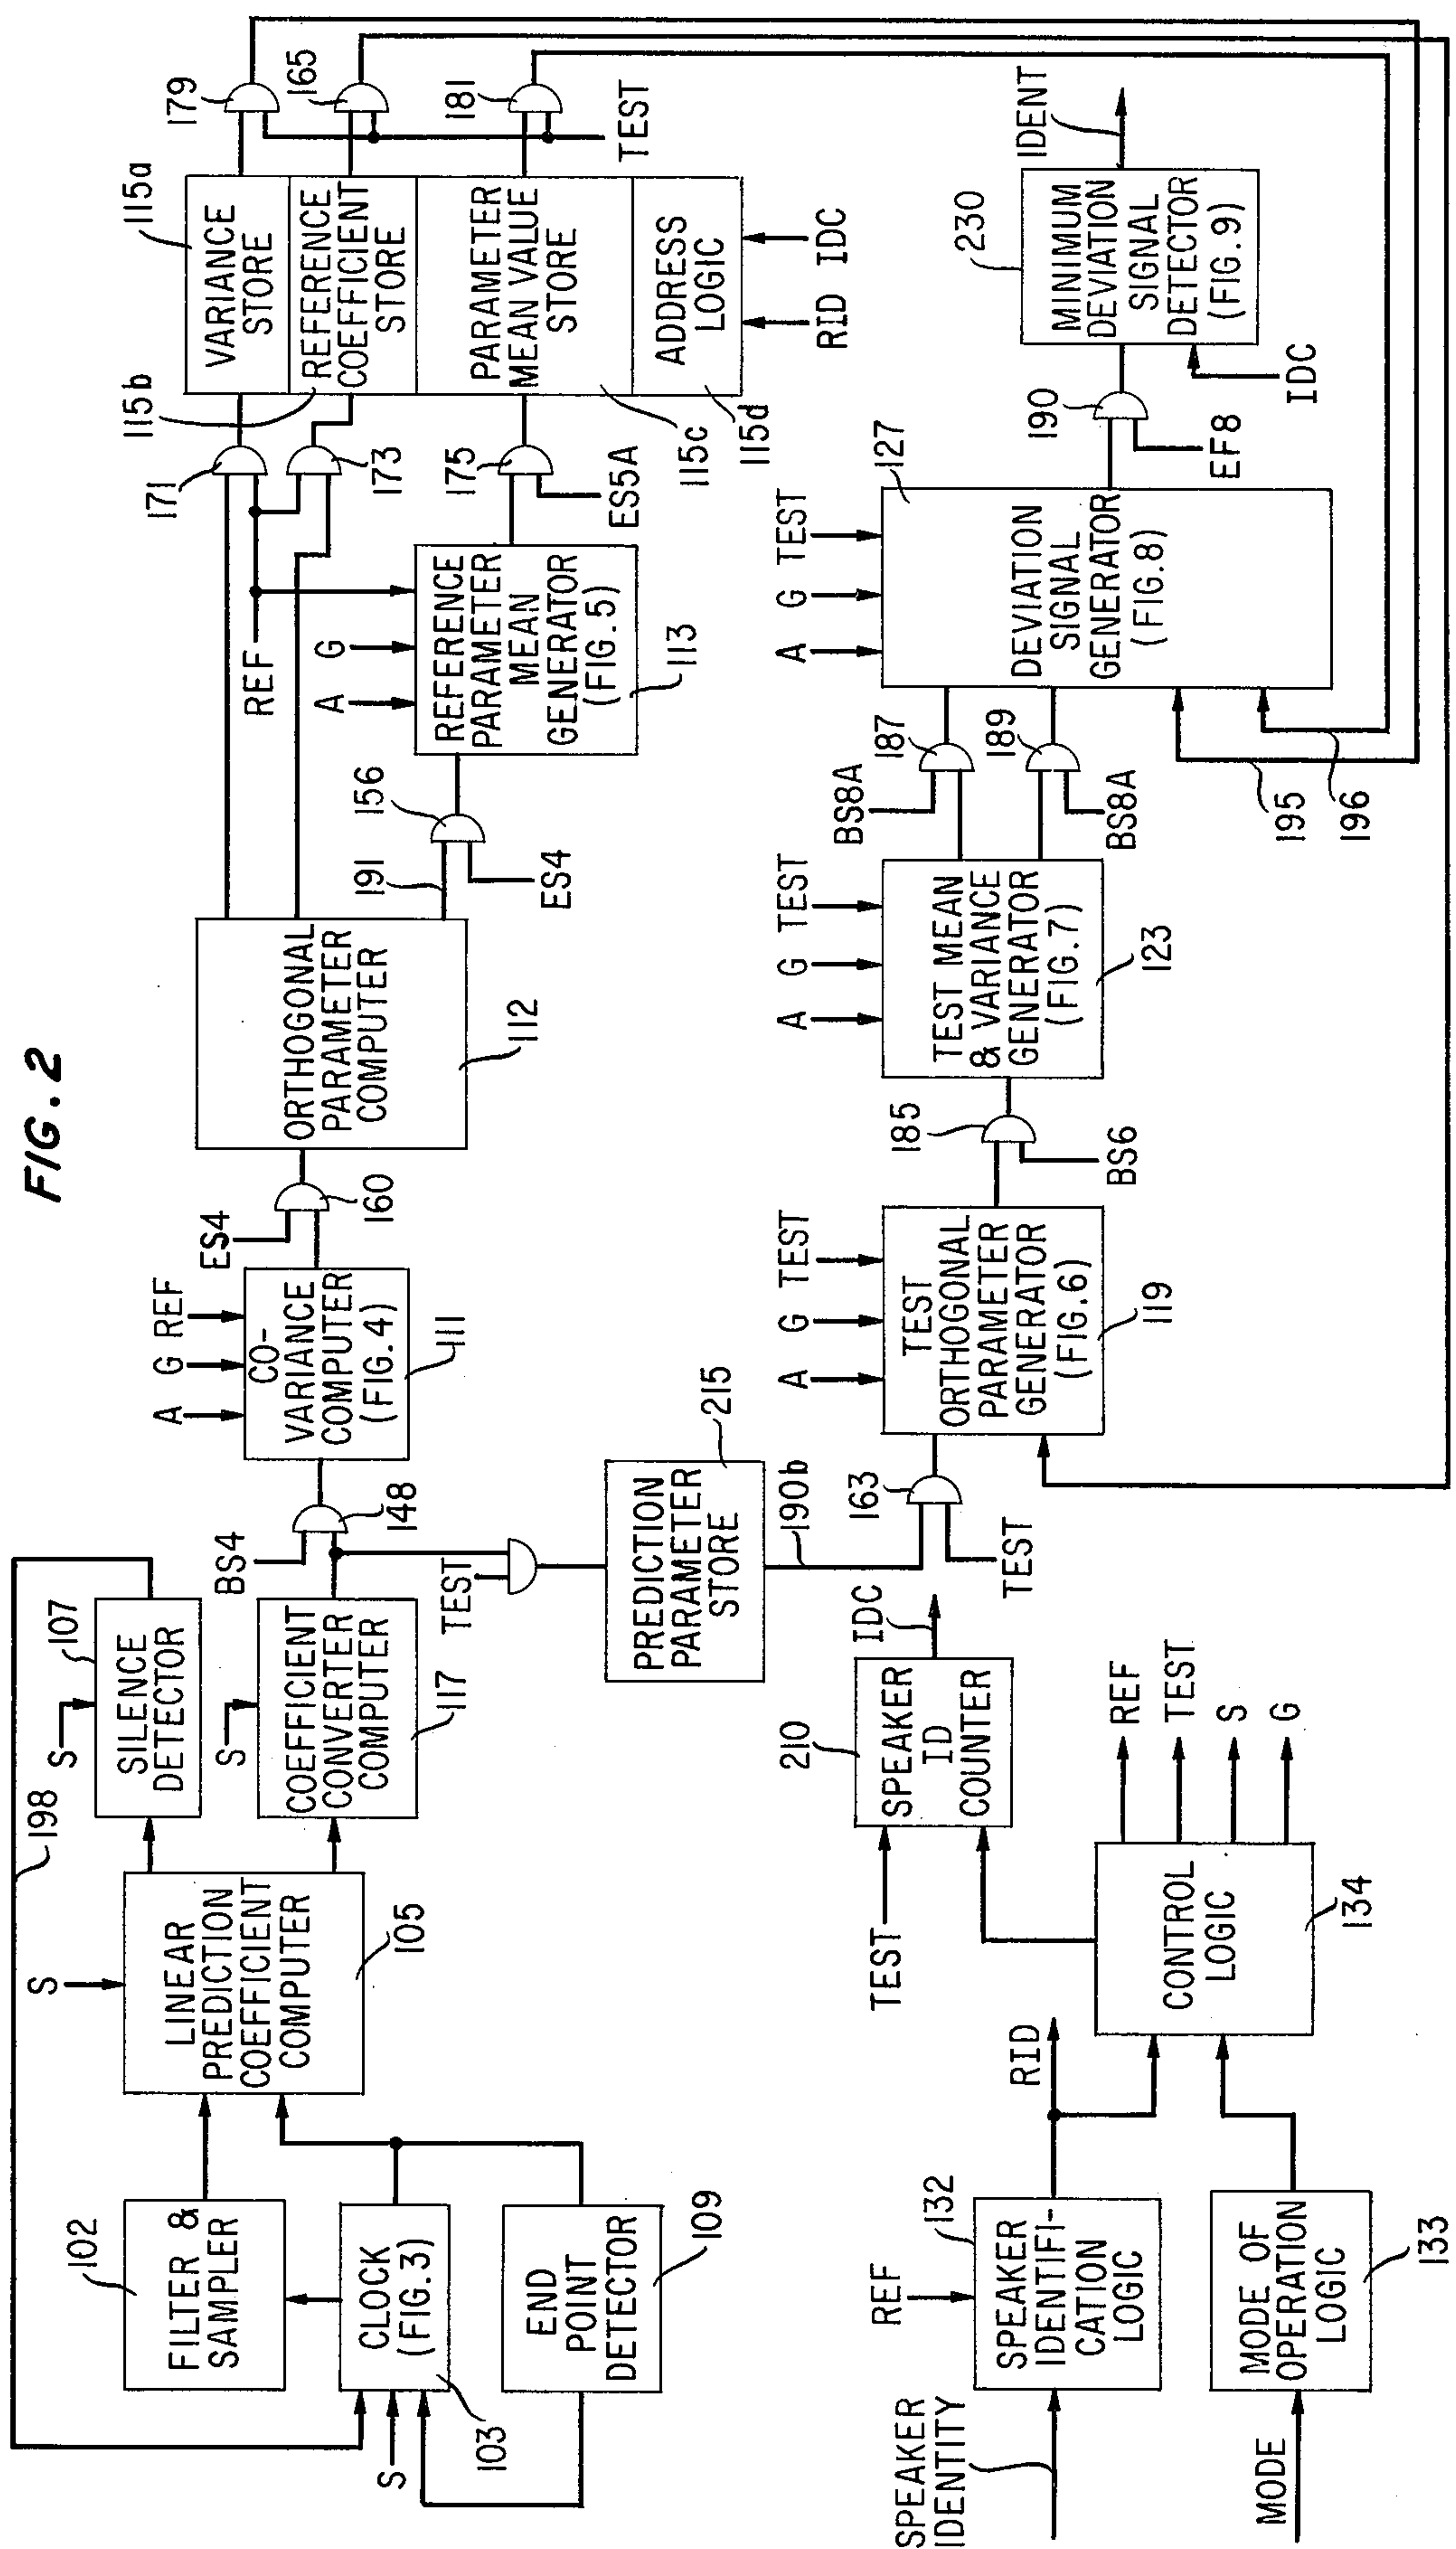 FIG. 2
198
S
SILENCE
DETECTOR
107
S
LINEAR
PREDICTION
COEFFICIENT
COMPUTER
105
102
FILTER &
SAMPLER
CLOCK
(FIG.3)
103
S
END
POINT
DETECTOR
109
S
COEFFICIENT
CONVERTER
COMPUTER
117
BS4
148
TEST
A
G
REF
CO-
VARIANCE
COMPUTER
(FIG.4)
111
ES4
160
ORTHOGONAL
PARAMETER
COMPUTER
112
191
156
ES4
REF
A
G
REFERENCE
PARAMETER
MEAN
GENERATOR
(FIG.5)
113
171
173
175
ES5A
115a
VARIANCE
STORE
115b
REFERENCE
COEFFICIENT
STORE
PARAMETER
MEAN VALUE
STORE
115c
ADDRESS
LOGIC
115d
RID
IDC
179
165
181
TEST
PREDICTION
PARAMETER
STORE
215
190b
163
TEST
A
G
TEST
TEST
ORTHOGONAL
PARAMETER
GENERATOR
(FIG.6)
119
185
BS6
A
G
TEST
TEST MEAN
& VARIANCE
GENERATOR
(FIG.7)
123
BS8A
187
189
BS8A
195
196
A
G
TEST
127
DEVIATION
SIGNAL
GENERATOR
(FIG.8)
190
EF8
230
MINIMUM
DEVIATION
SIGNAL
DETECTOR
(FIG.9)
IDC
IDENT
210
SPEAKER
ID
COUNTER
IDC
TEST
SPEAKER
IDENTITY
REF
132
SPEAKER
IDENTIFI-
CATION
LOGIC
RID
MODE
MODE OF
OPERATION
LOGIC
133
CONTROL
LOGIC
134
REF
TEST
S
G